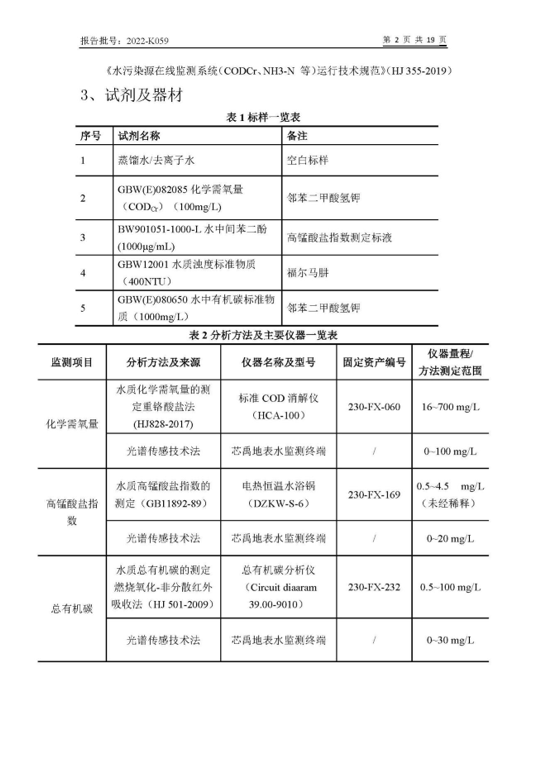 报告批号：2022-K059
第 2 页 共 19 页
《水污染源在线监测系统（CODCr、NH3-N 等）运行技术规范》（HJ 355-2019）
3、试剂及器材
表 1 标样一览表
序号 试剂名称 备注
1 蒸馏水/去离子水 空白标样
2 GBW(E)082085 化学需氧量
（CODCr）（100mg/L） 邻苯二甲酸氢钾
3 BW901051-1000-L 水中间苯二酚
(1000μg/mL) 高锰酸盐指数测定标液
4 GBW12001 水质浊度标准物质
（400NTU） 福尔马肼
5 GBW(E)080650 水中有机碳标准物
质（1000mg/L） 邻苯二甲酸氢钾
表 2 分析方法及主要仪器一览表
监测项目 分析方法及来源 仪器名称及型号 固定资产编号 仪器量程/
方法测定范围
化学需氧量
水质化学需氧量的测
定重铬酸盐法
(HJ828-2017)
标准 COD 消解仪
（HCA-100）
230-FX-060
16~700 mg/L
光谱传感技术法 芯禹地表水监测终端 / 0~100 mg/L
高锰酸盐指
数
水质高锰酸盐指数的
测定（GB11892-89）
电热恒温水浴锅
（DZKW-S-6）
230-FX-169
0.5~4.5 mg/L
（未经稀释）
光谱传感技术法 芯禹地表水监测终端 / 0~20 mg/L
总有机碳
水质总有机碳的测定
燃烧氧化-非分散红外
吸收法（HJ 501-2009）
总有机碳分析仪
（Circuit diaaram
39.00-9010）
230-FX-232
0.5~100 mg/L
光谱传感技术法 芯禹地表水监测终端 / 0~30 mg/L